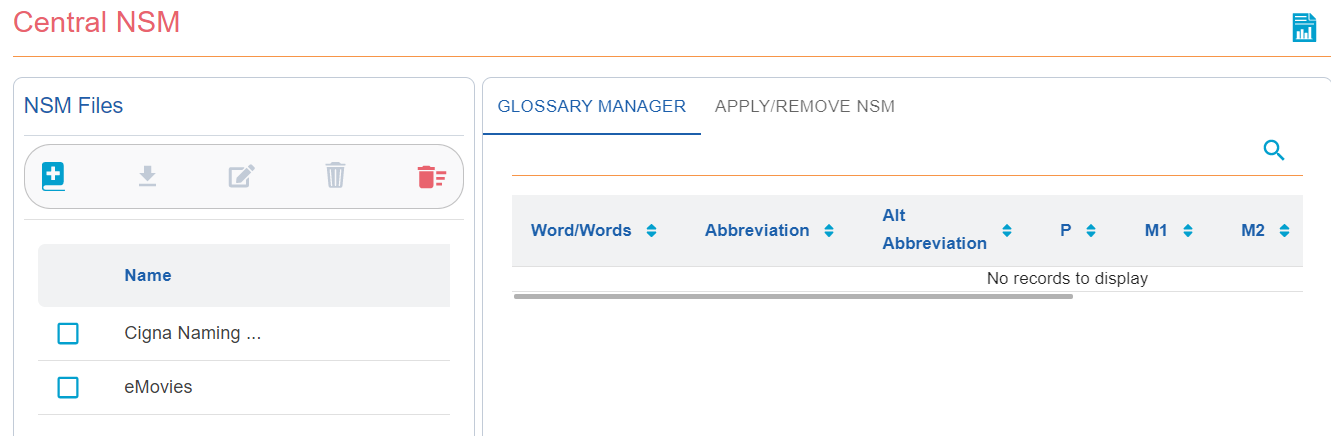 Central NSM
NSM Files
Name
Cigna Naming ...
eMovies
GLOSSARY MANAGER APPLY/REMOVE NSM
Word/Words Abbreviation Alt Abbreviation P M1 M2
No records to display